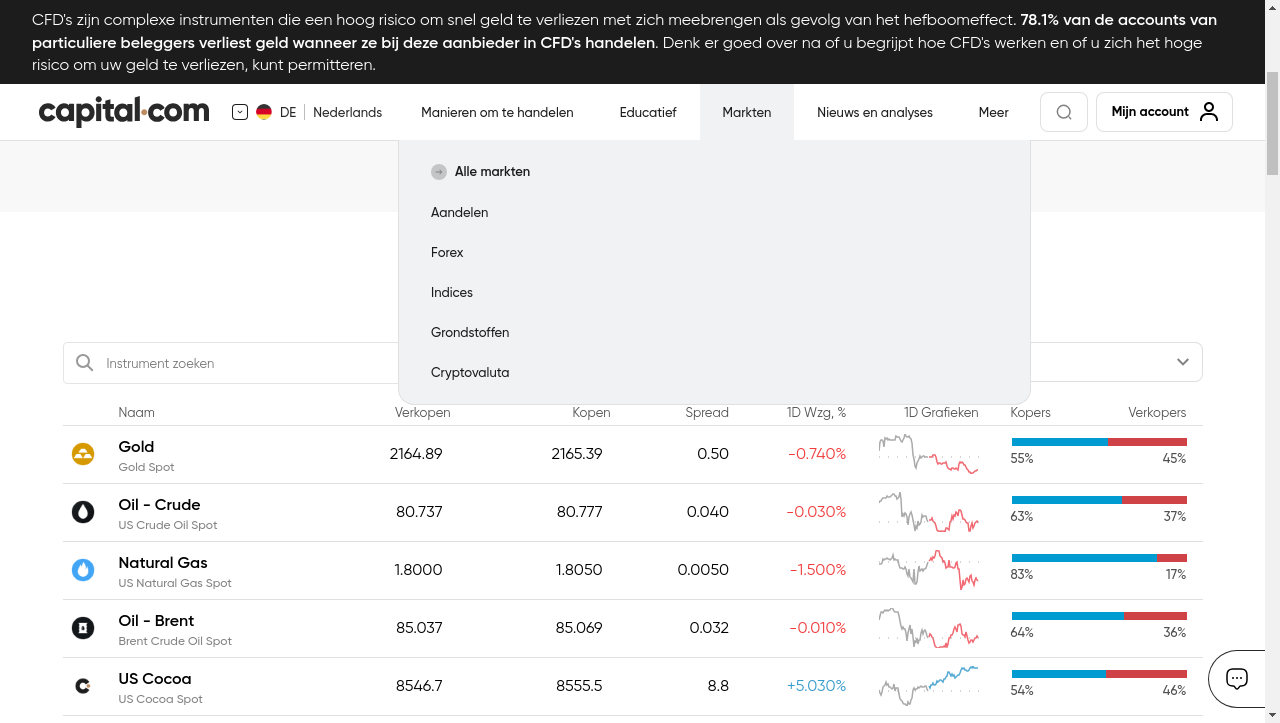 CFD's zijn complexe instrumenten die een hoog risico om snel geld te verliezen met zich meebrengen als gevolg van het hefboomeffect. 78.1% van de accounts van
particuliere beleggers verliest geld wanneer ze bij deze aanbieder in CFD's handelen. Denk er goed over na of u begrijpt hoe CFD's werken en of u zich het hoge
risico om uw geld te verliezen, kunt permitteren.
capital.com DE Nederlands Manieren om te handelen Educatief Markten Nieuws en analyses Meer Mijn account
Alle markten
Aandelen
Forex
Indices
Grondstoffen
Cryptovaluta
Instrument zoeken
Naam Verkopen Kopen Spread 1D Wzg, % 1D Grafieken Kopers Verkopers
Gold
Gold Spot
2164.89 2165.39 0.50 -0.740% 55% 45%
Oil - Crude
US Crude Oil Spot
80.737 80.777 0.040 -0.030% 63% 37%
Natural Gas
US Natural Gas Spot
1.8000 1.8050 0.0050 -1.500% 83% 17%
Oil - Brent
Brent Crude Oil Spot
85.037 85.069 0.032 -0.010% 64% 36%
US Cocoa
US Cocoa Spot
8546.7 8555.5 8.8 +5.030% 54% 46%